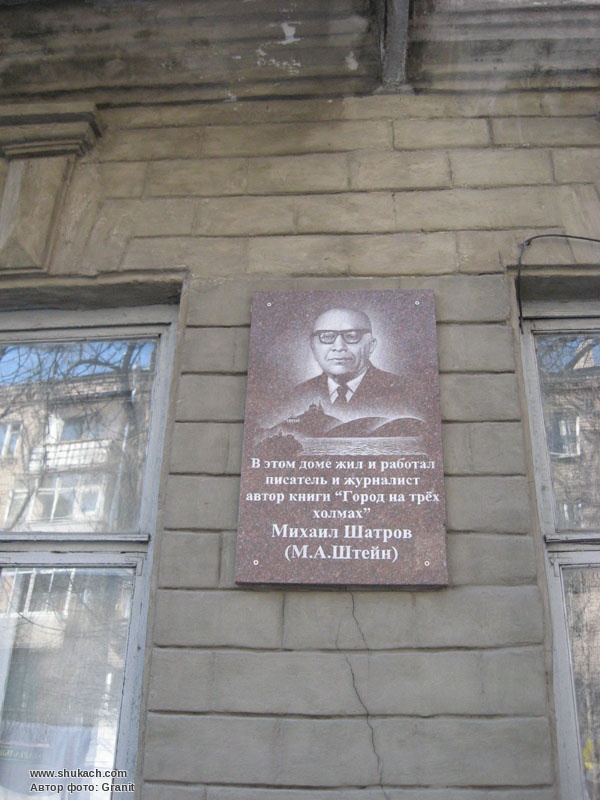 В этом доме жил и работал
писатель и журналист
автор книги “Город на трёх
холмах”
Михаил Шатров
(М.А.Штейн)
www.shukach.com
Автор фото: Granit